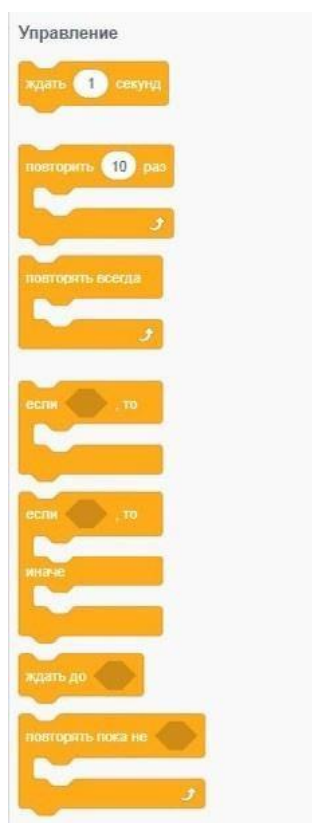 Управление
ждать 1 секунд
повторить 10 раз
повторять всегда
если , то
если , то
иначе
ждать до
повторять пока не